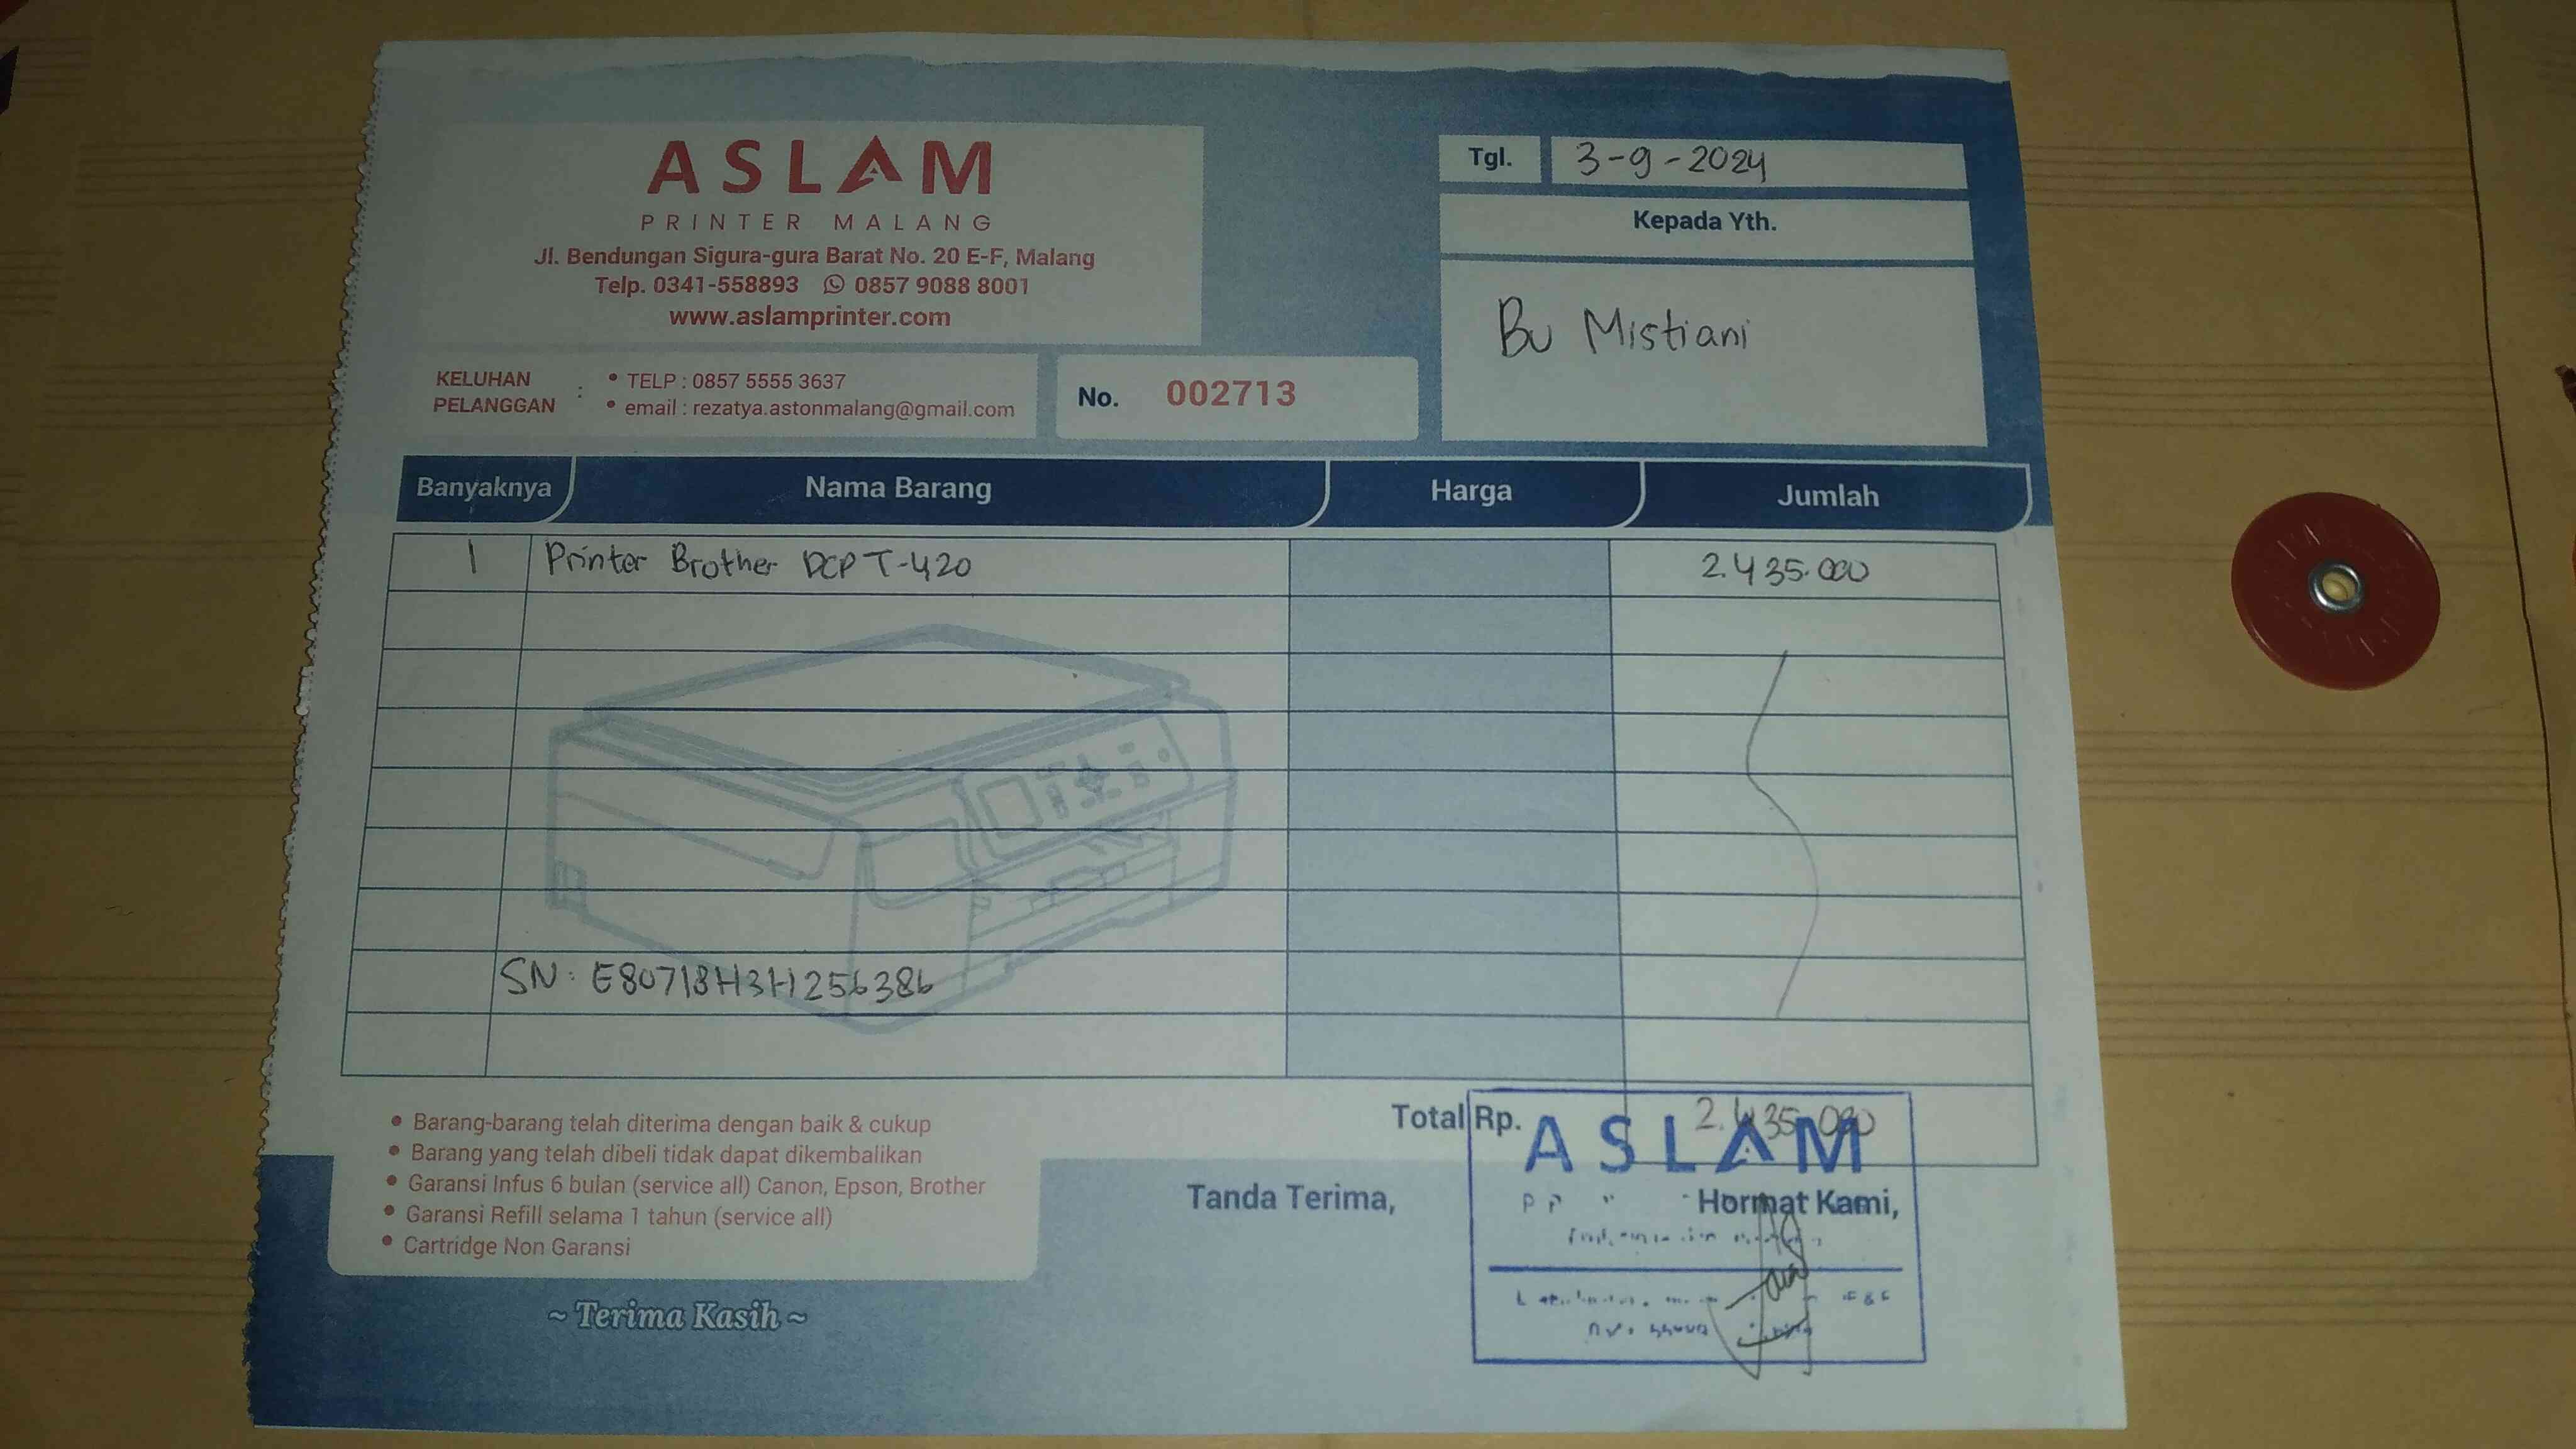 ASLAM
PRINTER MALANG
Jl. Bendungan Sigura-gura Barat No. 20 E-F, Malang
Telp. 0341-558893 0857 9088 8001
www.aslamprinter.com
Tgl. 3-9-2024
Kepada Yth.
Bu Mistiani
KELUHAN PELANGGAN :
• TELP : 0857 5555 3637
• email : rezatya.astonmalang@gmail.com
No. 002713
Banyaknya Nama Barang Harga Jumlah
1 Printer Brother DCP T-420 2.435.000
SN : E80718H3H256386
Total Rp. 2.435.000
• Barang-barang telah diterima dengan baik & cukup
• Barang yang telah dibeli tidak dapat dikembalikan
• Garansi Infus 6 bulan (service all) Canon, Epson, Brother
• Garansi Refill selama 1 tahun (service all)
• Cartridge Non Garansi
~ Terima Kasih ~
Tanda Terima,
Hormat Kami,
ASLAM